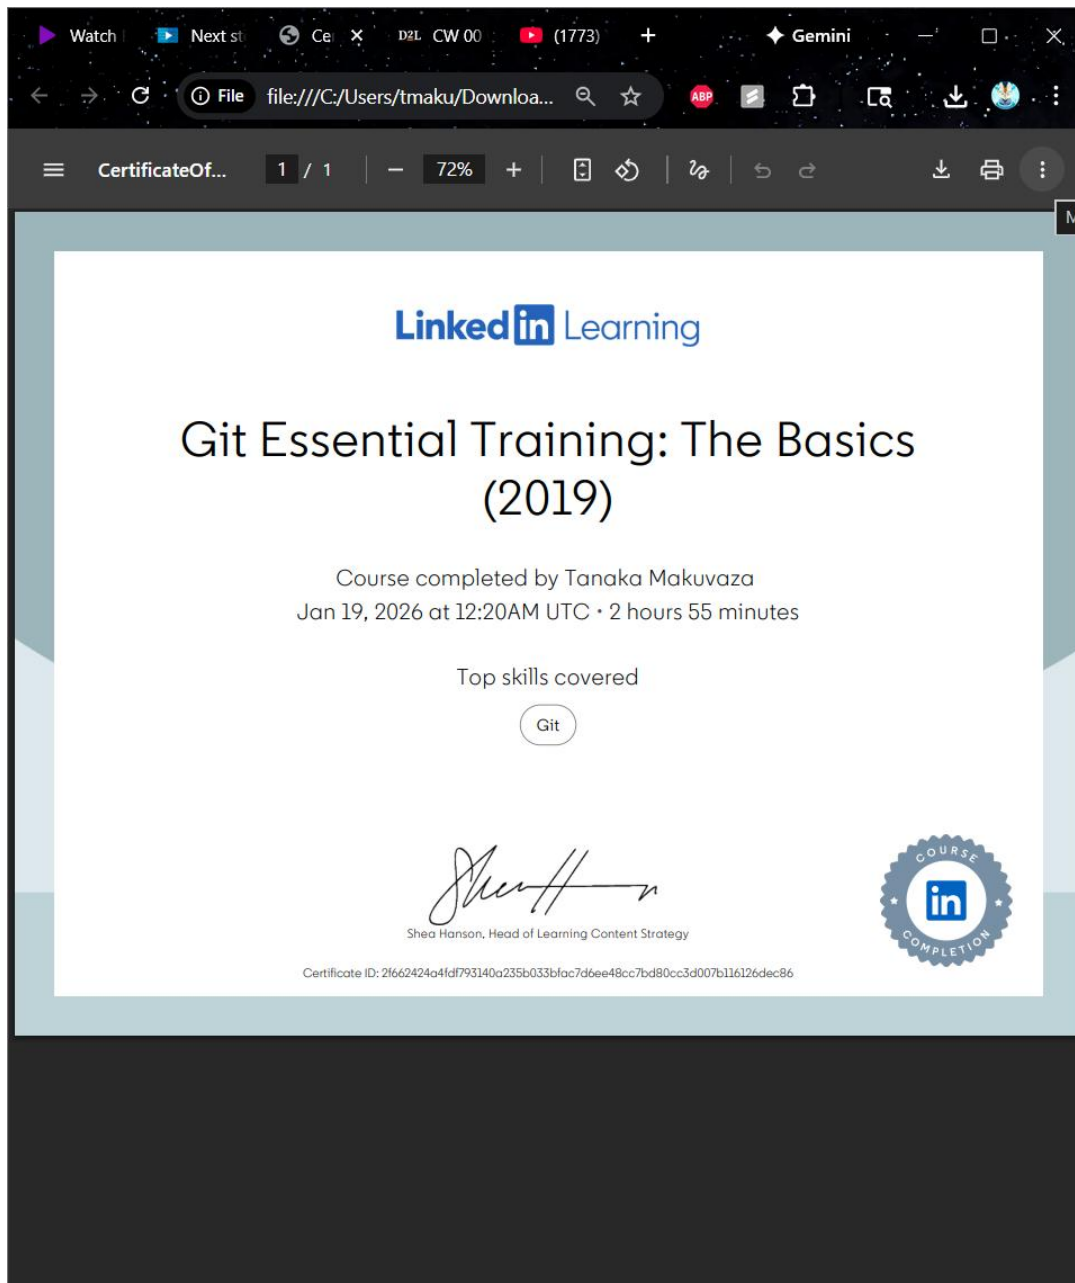 Watch
Next st
Ce
D2L CW 00
(1773)
Gemini
File file:///C:/Users/tmaku/Downloa...
ABP
CertificateOf... 1 / 1 72%
M
Linked in Learning
Git Essential Training: The Basics
(2019)
Course completed by Tanaka Makuvaza
Jan 19, 2026 at 12:20AM UTC • 2 hours 55 minutes
Top skills covered
Git
Shea Hanson, Head of Learning Content Strategy
COURSE
in
COMPLETION
Certificate ID: 2f662424a4fdf793140a235b033bfac7d6ee48cc7bd80cc3d007b116126dec86